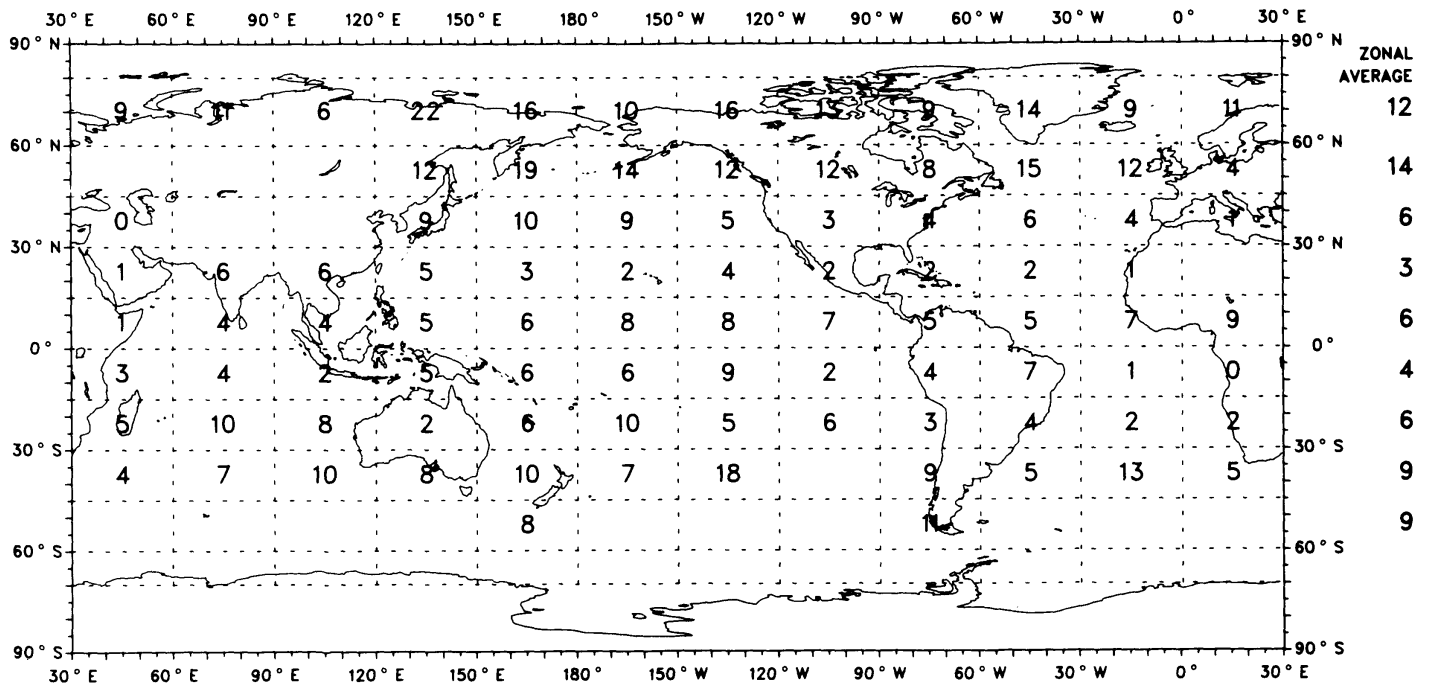 30° E 60° E 90° E 120° E 150° E 180° 150° W 120° W 90° W 60° W 30° W 0° 30° E
90° N 90° N
ZONAL
AVERAGE
9 11 6 22 16 10 16 13 9 14 9 11 12
60° N 60° N
12 19 14 12 12 8 15 12 4 14
0 9 10 9 5 3 4 6 4 4 6
30° N 30° N
1 6 6 5 3 2 4 2 2 2 1 3
1 4 4 5 6 8 8 7 5 5 7 9 6
0° 0°
3 4 2 5 6 6 9 2 4 7 1 0 4
5 10 8 2 6 10 5 6 3 4 2 2 6
30° S 30° S
4 7 10 8 10 7 18 9 5 13 5 9
8 11 9
60° S 60° S
90° S 90° S
30° E 60° E 90° E 120° E 150° E 180° 150° W 120° W 90° W 60° W 30° W 0° 30° E